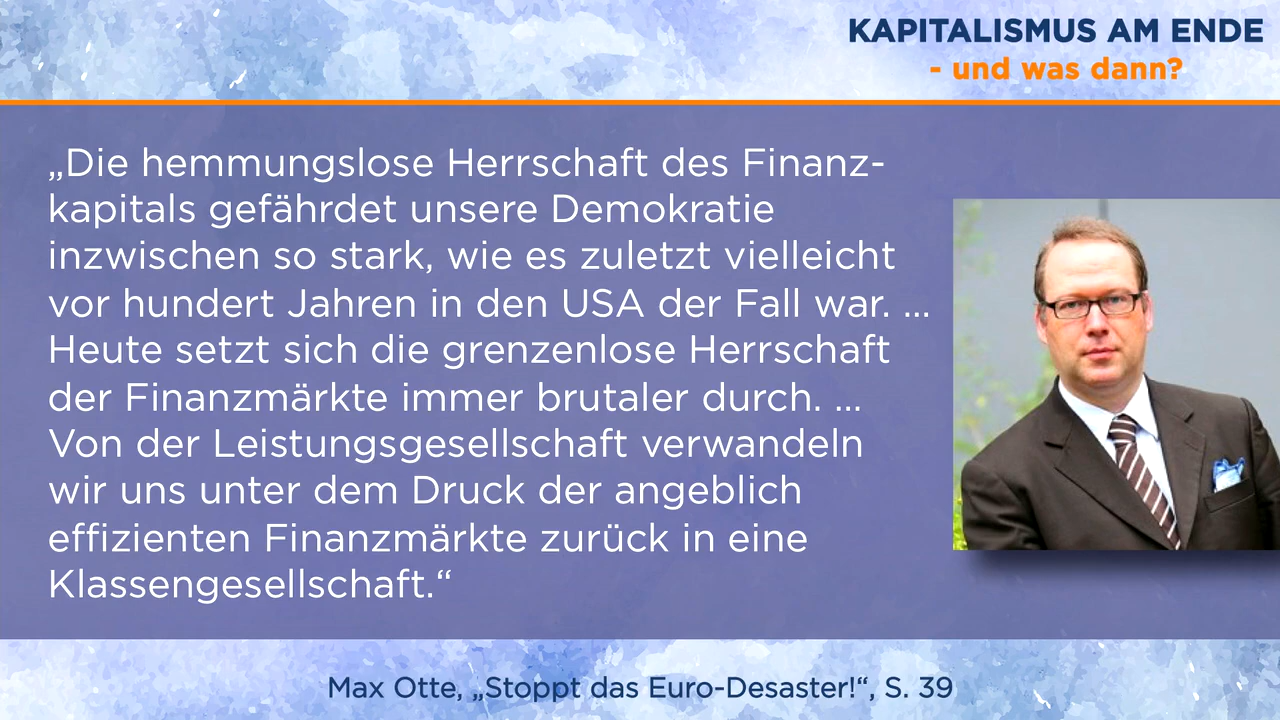 KAPITALISMUS AM ENDE
- und was dann?
„Die hemmungslose Herrschaft des Finanz-
kapitals gefährdet unsere Demokratie
inzwischen so stark, wie es zuletzt vielleicht
vor hundert Jahren in den USA der Fall war. ...
Heute setzt sich die grenzenlose Herrschaft
der Finanzmärkte immer brutaler durch. ...
Von der Leistungsgesellschaft verwandeln
wir uns unter dem Druck der angeblich
effizienten Finanzmärkte zurück in eine
Klassengesellschaft.“
Max Otte, „Stoppt das Euro-Desaster!“, S. 39